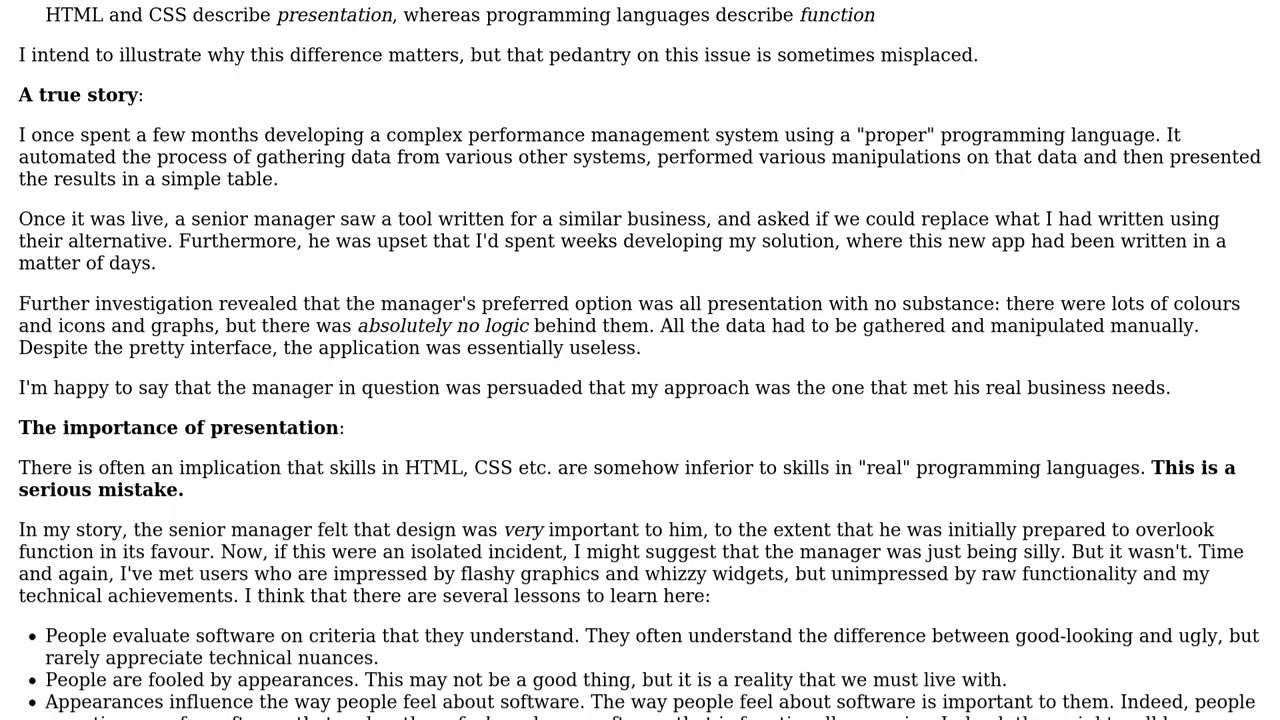 HTML and CSS describe presentation, whereas programming languages describe function
I intend to illustrate why this difference matters, but that pedantry on this issue is sometimes misplaced.
A true story:
I once spent a few months developing a complex performance management system using a "proper" programming language. It
automated the process of gathering data from various other systems, performed various manipulations on that data and then presented
the results in a simple table.
Once it was live, a senior manager saw a tool written for a similar business, and asked if we could replace what I had written using
their alternative. Furthermore, he was upset that I'd spent weeks developing my solution, where this new app had been written in a
matter of days.
Further investigation revealed that the manager's preferred option was all presentation with no substance: there were lots of colours
and icons and graphs, but there was absolutely no logic behind them. All the data had to be gathered and manipulated manually.
Despite the pretty interface, the application was essentially useless.
I'm happy to say that the manager in question was persuaded that my approach was the one that met his real business needs.
The importance of presentation:
There is often an implication that skills in HTML, CSS etc. are somehow inferior to skills in "real" programming languages. This is a
serious mistake.
In my story, the senior manager felt that design was very important to him, to the extent that he was initially prepared to overlook
function in its favour. Now, if this were an isolated incident, I might suggest that the manager was just being silly. But it wasn't. Time
and again, I've met users who are impressed by flashy graphics and whizzy widgets, but unimpressed by raw functionality and my
technical achievements. I think that there are several lessons to learn here:
• People evaluate software on criteria that they understand. They often understand the difference between good-looking and ugly, but
rarely appreciate technical nuances.
• People are fooled by appearances. This may not be a good thing, but it is a reality that we must live with.
• Appearances influence the way people feel about software. The way people feel about software is important to them. Indeed, people